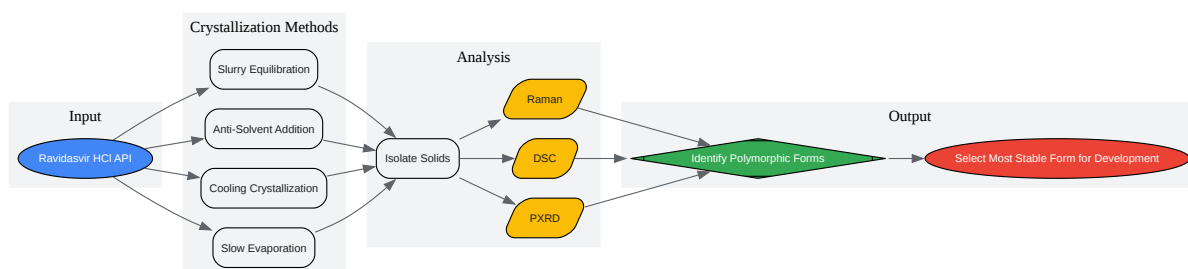 Input
Ravidasvir HCl API
Crystallization Methods
Slurry Equilibration
Anti-Solvent Addition
Cooling Crystallization
Slow Evaporation
Analysis
Isolate Solids
Raman
DSC
PXRD
Output
Identify Polymorphic Forms
Select Most Stable Form for Development